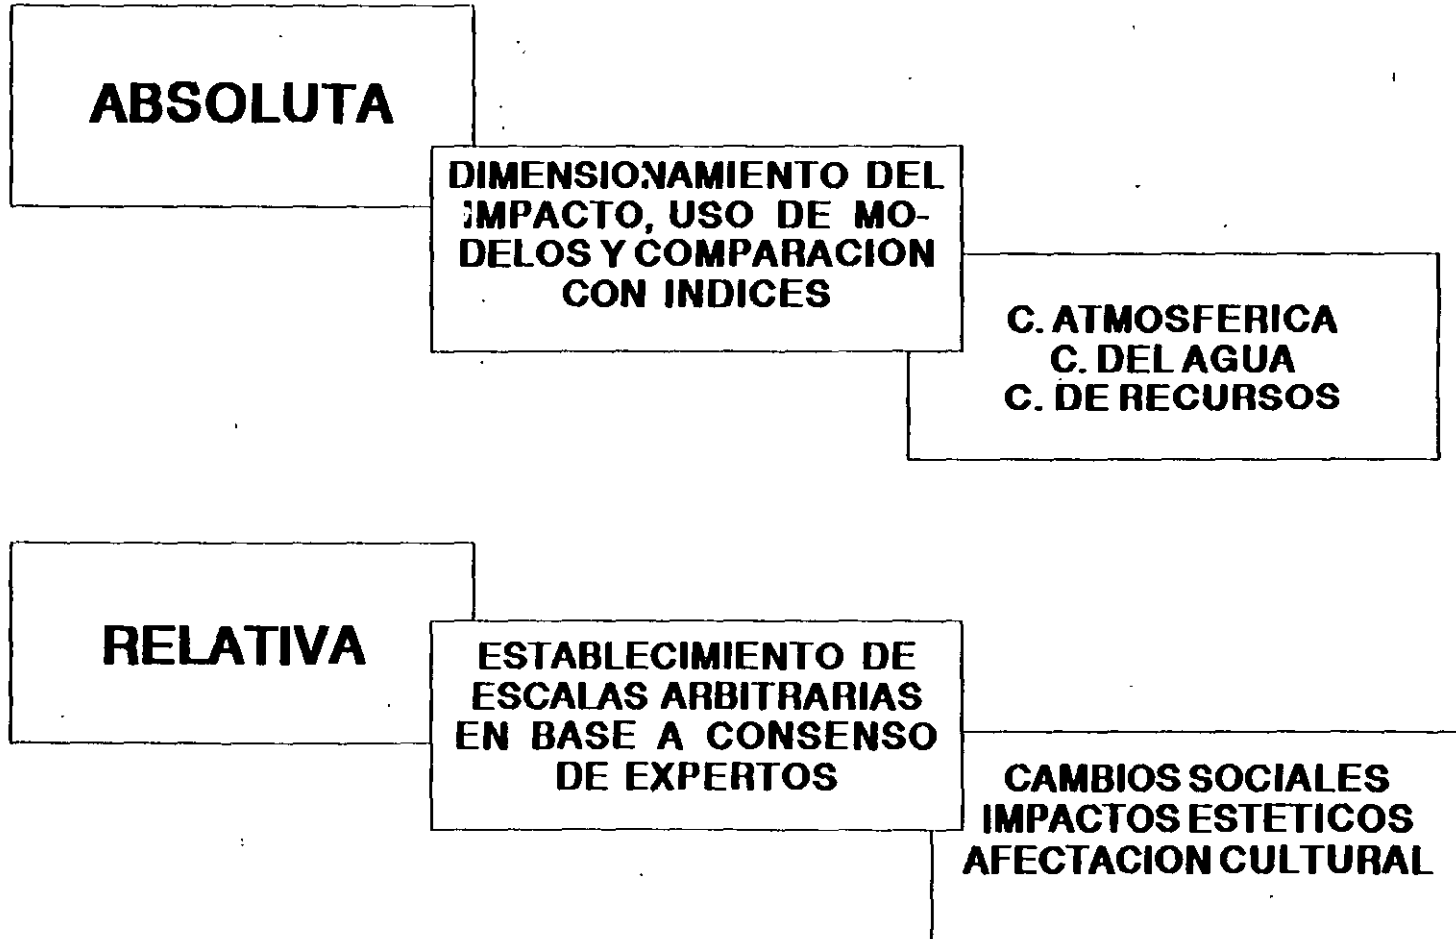 ABSOLUTA
DIMENSIONAMIENTO DEL
IMPACTO, USO DE MO-
DELOS Y COMPARACION
CON INDICES
C. ATMOSFERICA
C. DEL AGUA
C. DE RECURSOS
RELATIVA
ESTABLECIMIENTO DE
ESCALAS ARBITRARIAS
EN BASE A CONSENSO
DE EXPERTOS
CAMBIOS SOCIALES
IMPACTOS ESTETICOS
AFECTACION CULTURAL